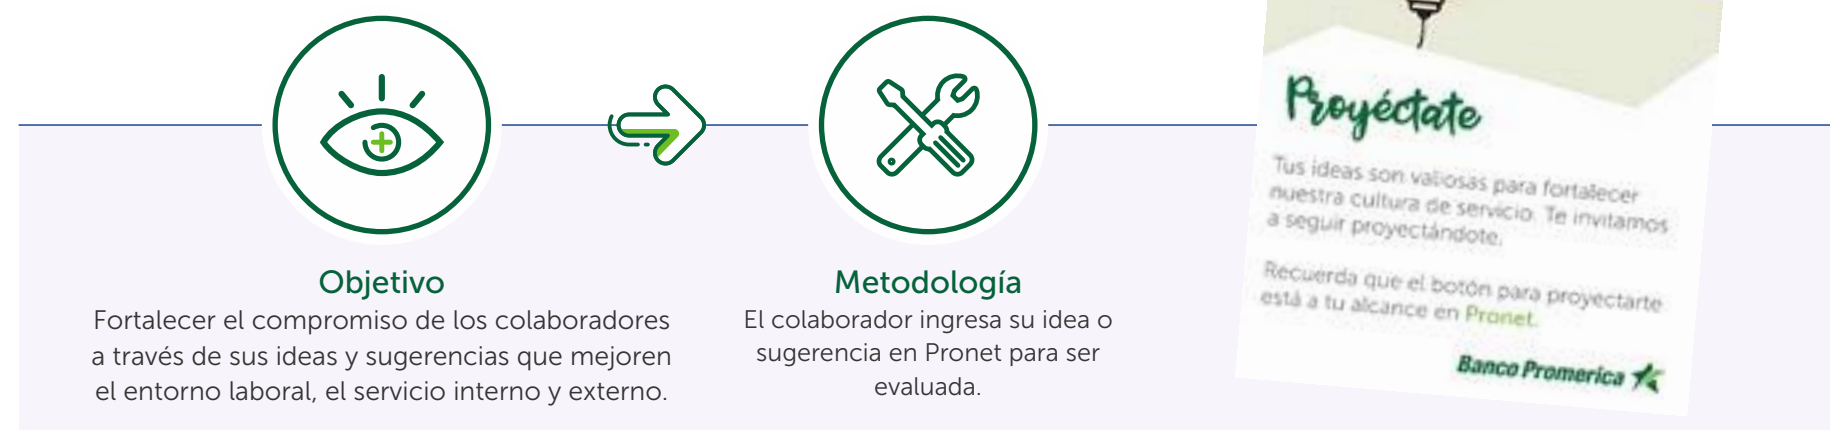 Objetivo
Fortalecer el compromiso de los colaboradores
a través de sus ideas y sugerencias que mejoren
el entorno laboral, el servicio interno y externo.
Metodología
El colaborador ingresa su idea o
sugerencia en Pronet para ser
evaluada.
Proyéctate
Tus ideas son valiosas para fortalecer
nuestra cultura de servicio. Te invitamos
a seguir proyectándote.
Recuerda que el botón para proyectarte
está a tu alcance en Pronet.
Banco Promerica